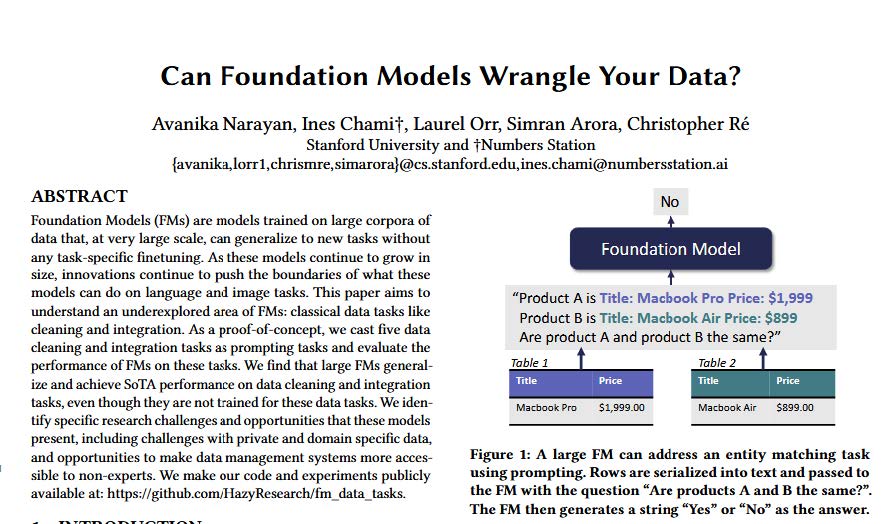 Can Foundation Models Wrangle Your Data?
Avanika Narayan, Ines Chami†, Laurel Orr, Simran Arora, Christopher Ré
Stanford University and †Numbers Station
{avanika,lorr1,chrismre,simarora}@cs.stanford.edu,ines.chami@numbersstation.ai
ABSTRACT
Foundation Models (FMs) are models trained on large corpora of
data that, at very large scale, can generalize to new tasks without
any task-specific finetuning. As these models continue to grow in
size, innovations continue to push the boundaries of what these
models can do on language and image tasks. This paper aims to
understand an underexplored area of FMs: classical data tasks like
cleaning and integration. As a proof-of-concept, we cast five data
cleaning and integration tasks as prompting tasks and evaluate the
performance of FMs on these tasks. We find that large FMs general-
ize and achieve SoTA performance on data cleaning and integration
tasks, even though they are not trained for these data tasks. We iden-
tify specific research challenges and opportunities that these models
present, including challenges with private and domain specific data,
and opportunities to make data management systems more acces-
sible to non-experts. We make our code and experiments publicly
available at: https://github.com/HazyResearch/fm_data_tasks.
1 INTRODUCTION
No
Foundation Model
“Product A is Title: Macbook Pro Price: $1,999
Product B is Title: Macbook Air Price: $899
Are product A and product B the same?”
Table 1
Title Price
Macbook Pro $1,999.00
Table 2
Title Price
Macbook Air $899.00
Figure 1: A large FM can address an entity matching task
using prompting. Rows are serialized into text and passed to
the FM with the question “Are products A and B the same?”.
The FM then generates a string “Yes” or “No” as the answer.